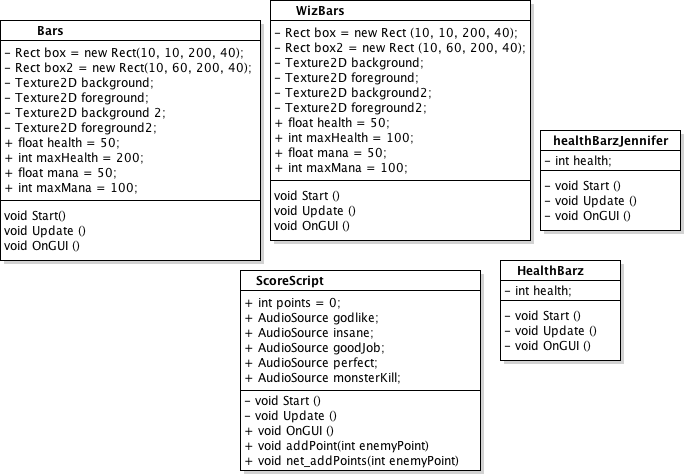 Bars
- Rect box = new Rect(10, 10, 200, 40);
- Rect box2 = new Rect(10, 60, 200, 40);
- Texture2D background;
- Texture2D foreground;
- Texture2D background 2;
- Texture2D foreground2;
+ float health = 50;
+ int maxHealth = 200;
+ float mana = 50;
+ int maxMana = 100;
void Start()
void Update ()
void OnGUI ()
WizBars
- Rect box = new Rect (10, 10, 200, 40);
- Rect box2 = new Rect (10, 60, 200, 40);
- Texture2D background;
- Texture2D foreground;
- Texture2D background2;
- Texture2D foreground2;
+ float health = 50;
+ int maxHealth = 100;
+ float mana = 50;
+ int maxMana = 100;
void Start ()
void Update ()
void OnGUI ()
healthBarzJennifer
- int health;
- void Start ()
- void Update ()
- void OnGUI ()
ScoreScript
+ int points = 0;
+ AudioSource godlike;
+ AudioSource insane;
+ AudioSource goodJob;
+ AudioSource perfect;
+ AudioSource monsterKill;
- void Start ()
- void Update ()
+ void OnGUI ()
+ void addPoint(int enemyPoint)
+ void net_addPoints(int enemyPoint)
HealthBarz
- int health;
- void Start ()
- void Update ()
- void OnGUI ()